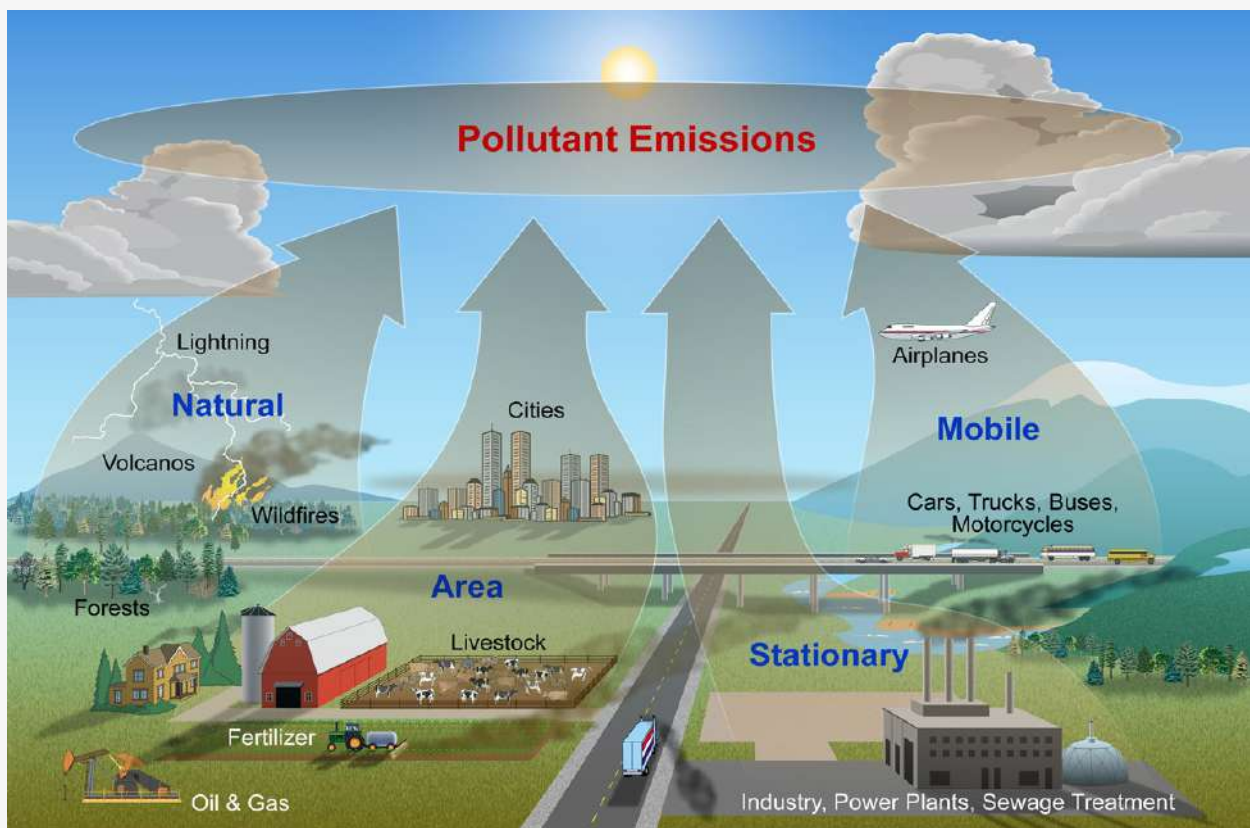 Pollutant Emissions
Lightning
Natural
Volcanos
Wildfires
Forests
Cities
Area
Livestock
Fertilizer
Oil & Gas
Airplanes
Mobile
Cars, Trucks, Buses,
Motorcycles
Stationary
Industry, Power Plants, Sewage Treatment